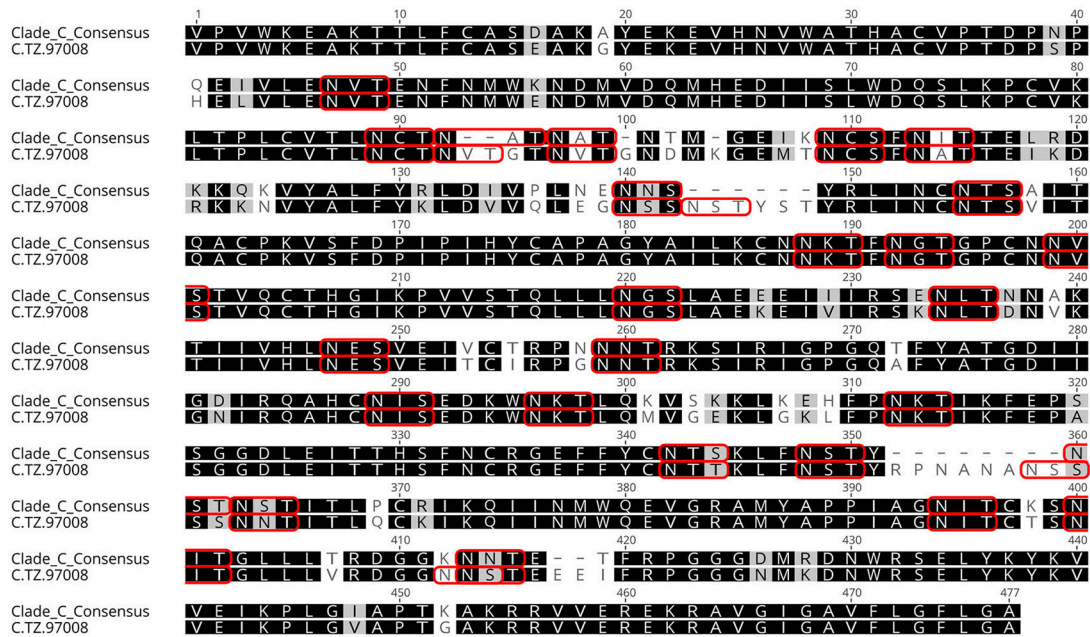 1 10 20 30 40
Clade_C_Consensus V P V W K E A K T T L F C A S D A K A Y E K E V H N V W A T H A C V P T D P N P
C.TZ.97008 V P V W K E A K T T L F C A S E A K G Y E K E V H N V W A T H A C V P T D P S P
50 60 70 80
Clade_C_Consensus Q E I V L E N V T E N F N M W K N D M V D Q M H E D I I S L W D Q S L K P C V K
C.TZ.97008 H E L V L E N V T E N F N M W E N D M V D Q M H E D I I S L W D Q S L K P C V K
90 100 110 120
Clade_C_Consensus L T P L C V T L N C T N - - A T N A T - N T M - G E I K N C S F N I T T E L R D
C.TZ.97008 L T P L C V T L N C T N V T G T N V T G N D M K G E M T N C S F N A T T E I K D
130 140 150 160
Clade_C_Consensus K K Q K V Y A L F Y R L D I V P L N E N N S - - - - - - Y R L I N C N T S A I T
C.TZ.97008 R K K N V Y A L F Y K L D V V Q L E G N S S N S T Y S T Y R L I N C N T S V I T
170 180 190 200
Clade_C_Consensus Q A C P K V S F D P I P I H Y C A P A G Y A I L K C N N K T F N G T G P C N N V
C.TZ.97008 Q A C P K V S F D P I P I H Y C A P A G Y A I L K C N N K T F N G T G P C N N V
210 220 230 240
Clade_C_Consensus S T V Q C T H G I K P V V S T Q L L L N G S L A E E E I I I R S E N L T N N A K
C.TZ.97008 S T V Q C T H G I K P V V S T Q L L L N G S L A E K E I V I R S K N L T D N V K
250 260 270 280
Clade_C_Consensus T I I V H L N E S V E I V C T R P N N N T R K S I R I G P G Q T F Y A T G D I I
C.TZ.97008 T I I V H L N E S V E I T C I R P G N N T R K S I R I G P G Q A F Y A T G D I I
290 300 310 320
Clade_C_Consensus G D I R Q A H C N I S E D K W N K T L Q K V S K K L K E H F P N K T I K F E P S
C.TZ.97008 G N I R Q A H C N I S E D K W N K T L Q M V G E K L G K L F P N K T I K F E P A
330 340 350 360
Clade_C_Consensus S G G D L E I T T H S F N C R G E F F Y C N T S K L F N S T Y - - - - - - - - N
C.TZ.97008 S G G D L E I T T H S F N C R G E F F Y C N T T K L F N S T Y R P N A N A N S S
370 380 390 400
Clade_C_Consensus S T N S T I T L P C R I K Q I I N M W Q E V G R A M Y A P P I A G N I T C K S N
C.TZ.97008 S S N N T I T L Q C K I K Q I I N M W Q E V G R A M Y A P P I A G N I T C T S N
410 420 430 440
Clade_C_Consensus I T G L L L T R D G G K N N T E - - T F R P G G G D M R D N W R S E L Y K Y K V
C.TZ.97008 I T G L L L V R D G G N N S T E E E I F R P G G G N M K D N W R S E L Y K Y K V
450 460 470 477
Clade_C_Consensus V E I K P L G I A P T K A K R R V V E R E K R A V G I G A V F L G F L G A
C.TZ.97008 V E I K P L G V A P T G A K R R V V E R E K R A V G I G A V F L G F L G A